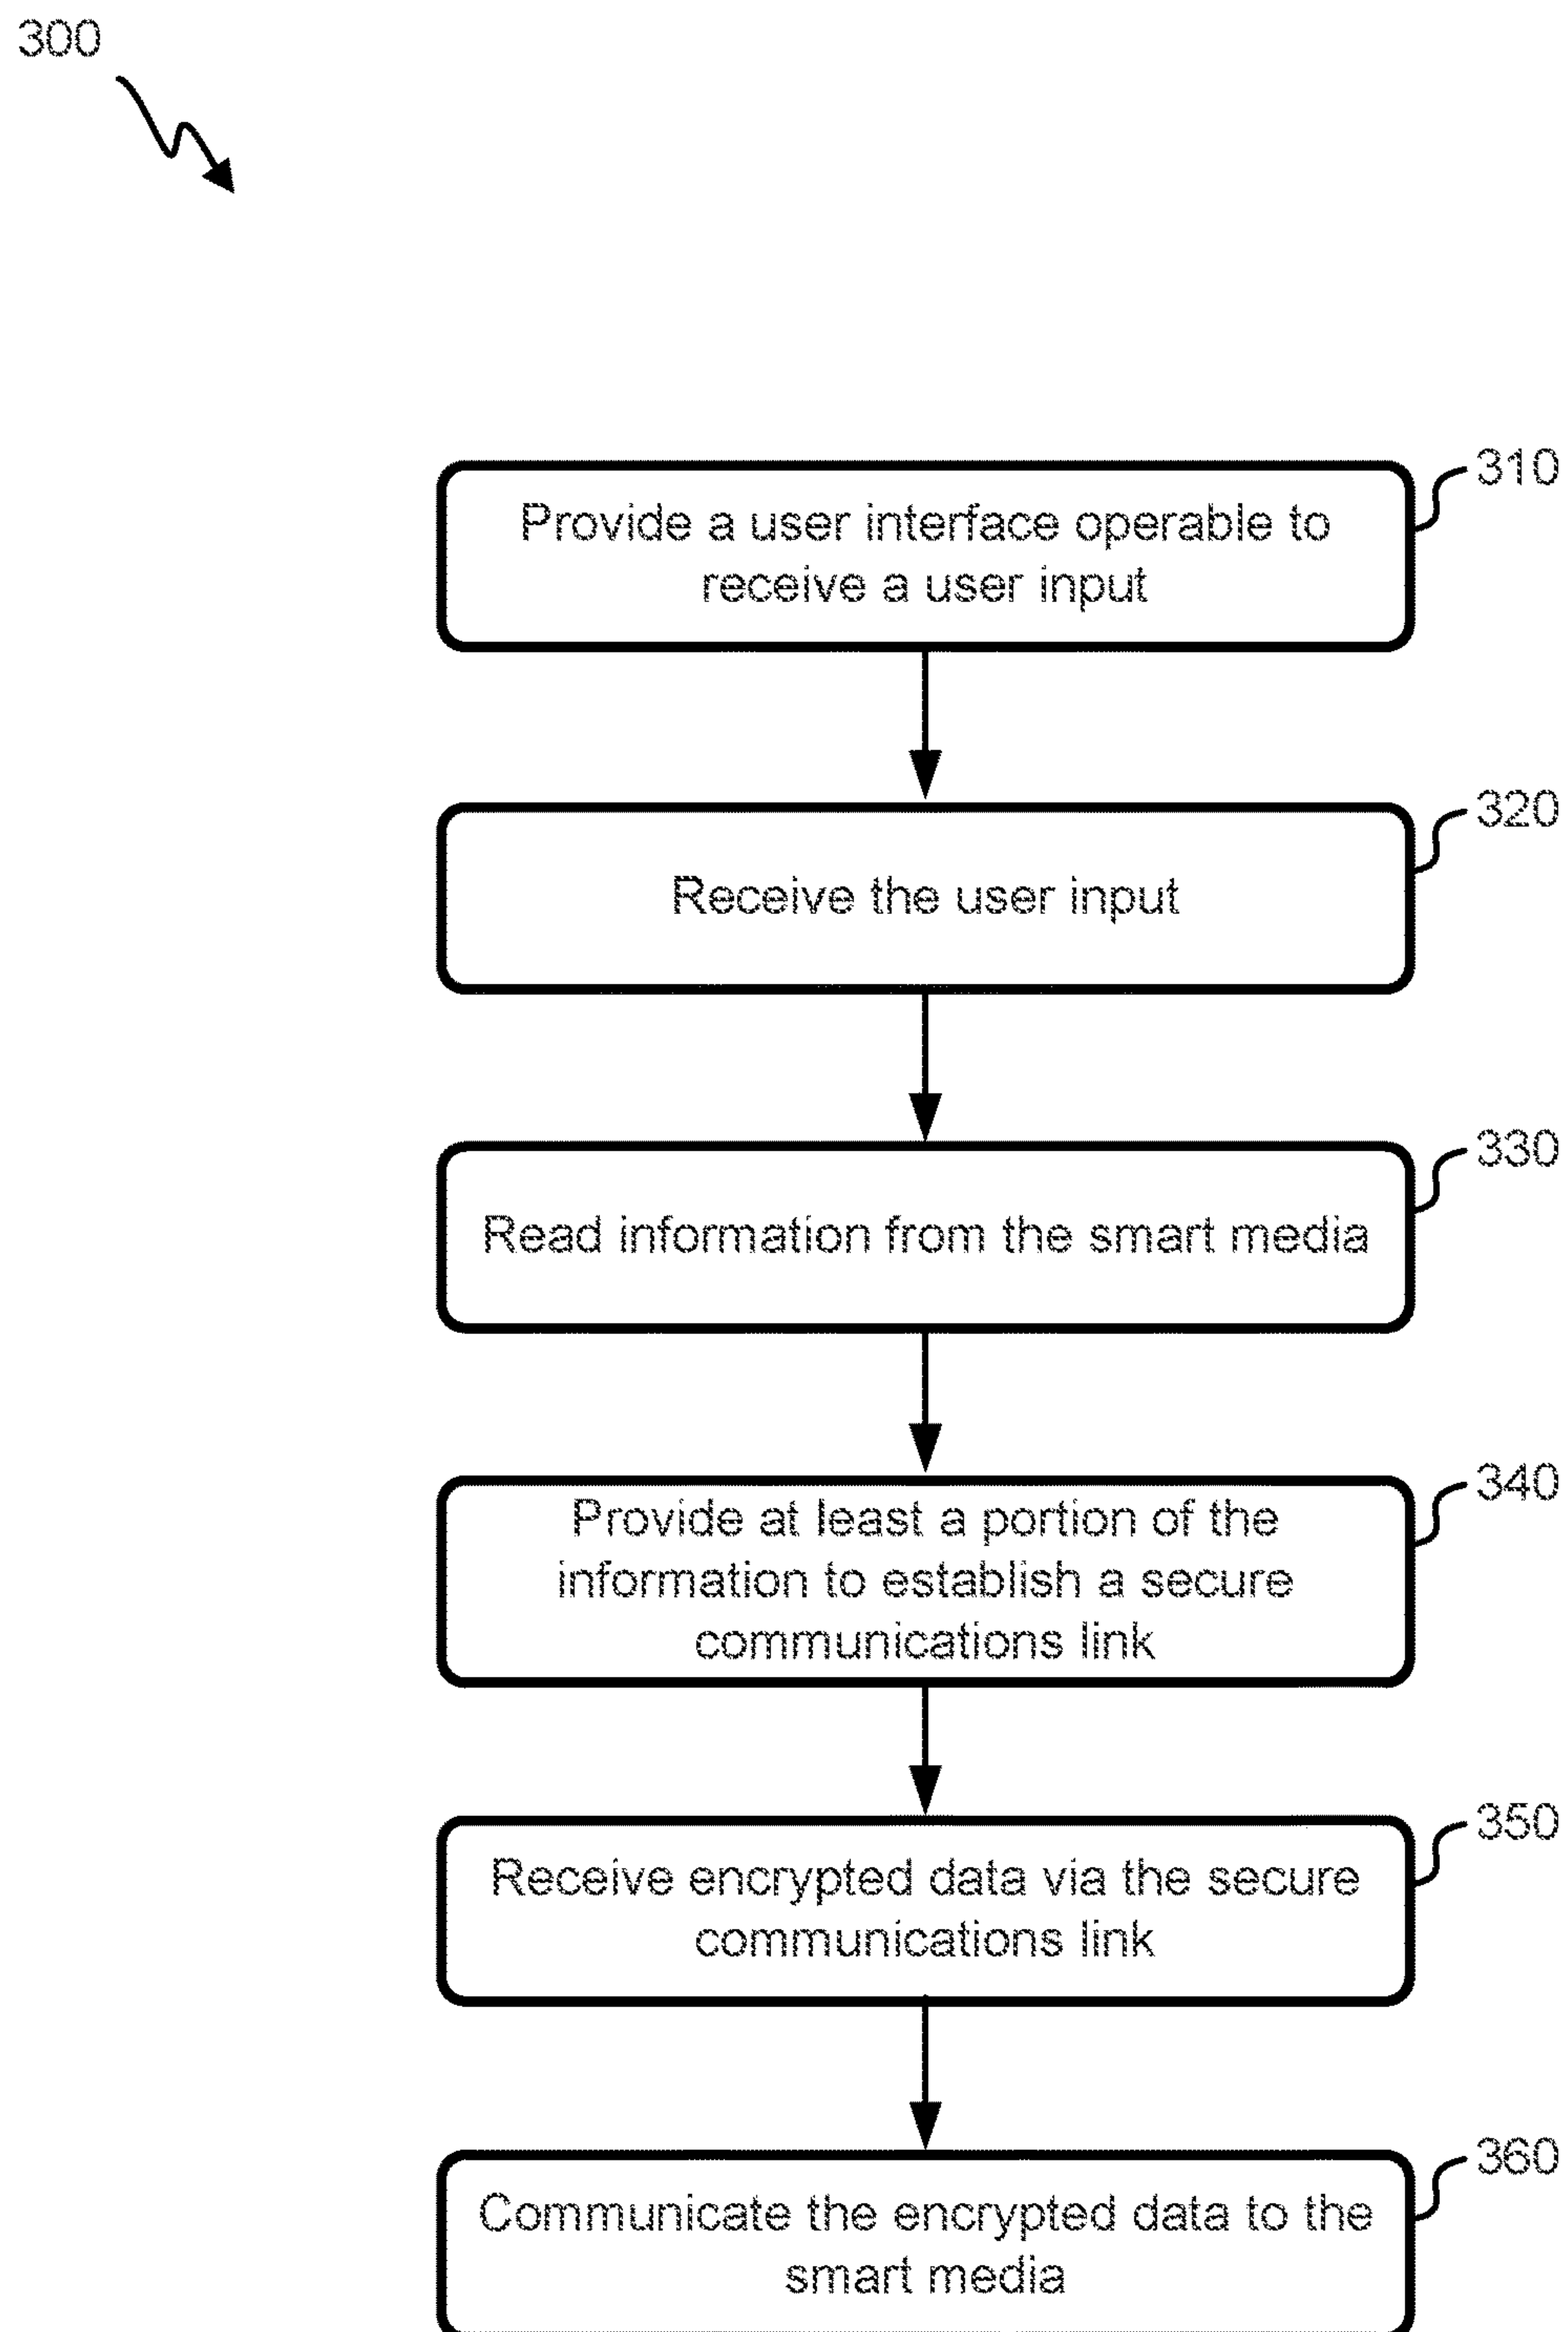 300
310
Provide a user interface operable to
receive a user input
320
Receive the user input
330
Read information from the smart media
340
Provide at least a portion of the
information to establish a secure
communications link
350
Receive encrypted data via the secure
communications link
360
Communicate the encrypted data to the
smart media